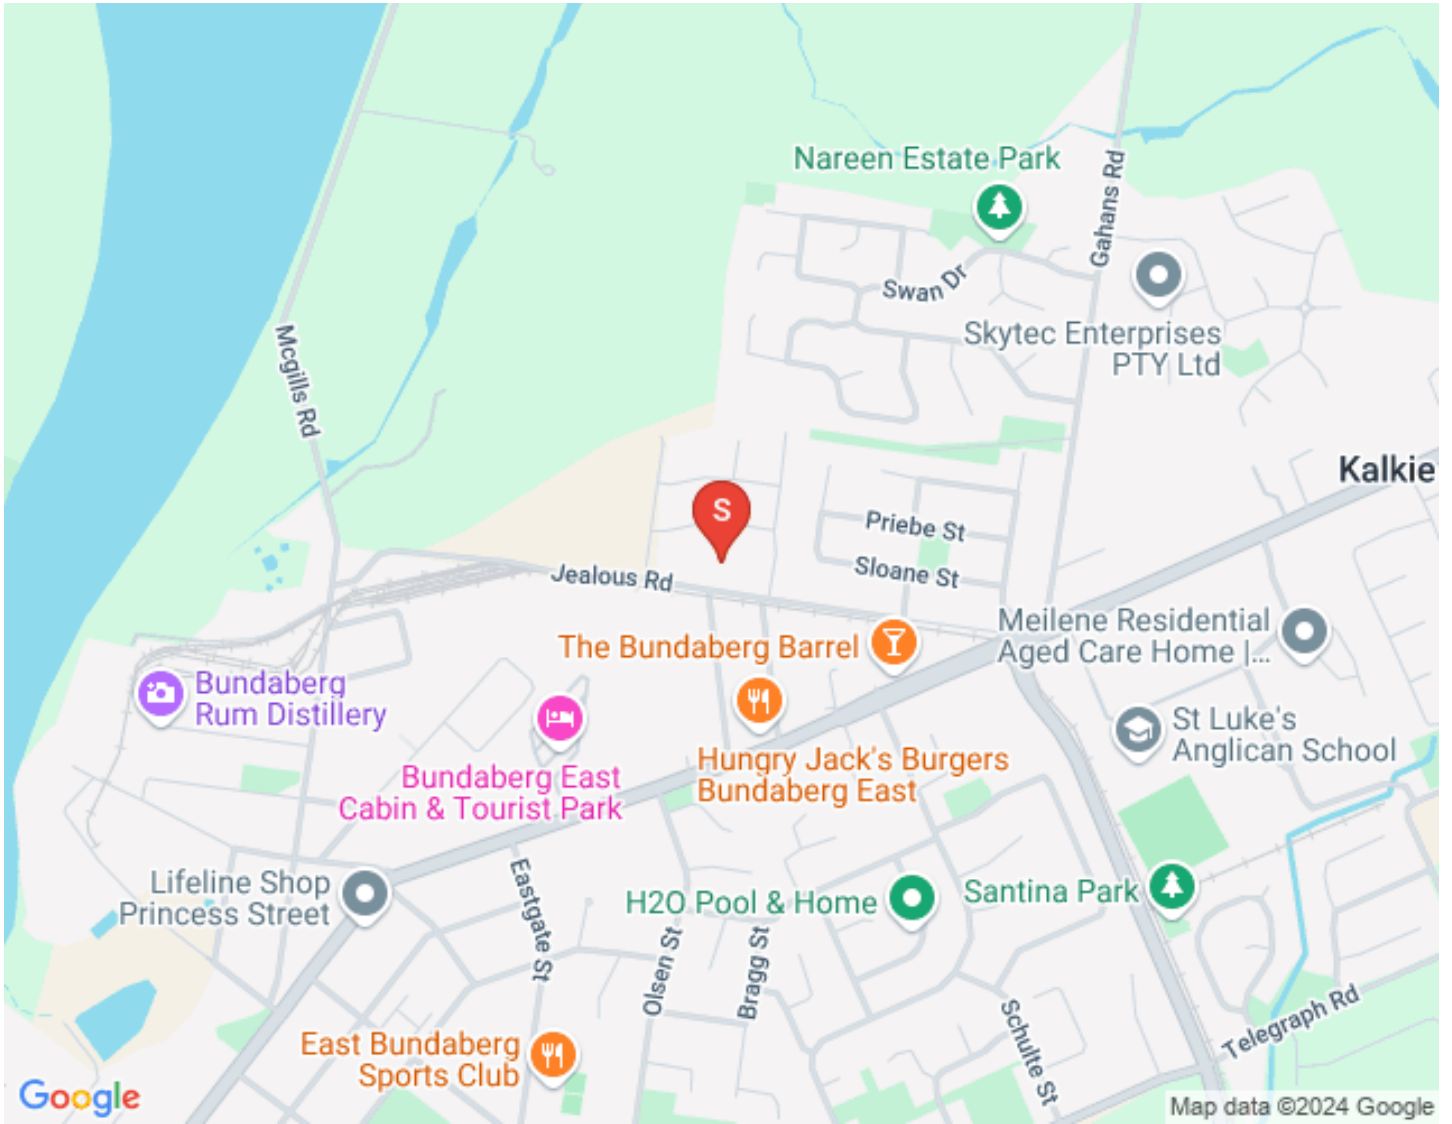 Nareen Estate Park
Gahans Rd
Swan Dr
Skytec Enterprises
PTY Ltd
Mcgills Rd
Kalkie
S
Priebe St
Sloane St
Jealous Rd
The Bundaberg Barrel
Meilene Residential
Aged Care Home |...
Bundaberg
Rum Distillery
St Luke's
Anglican School
Hungry Jack's Burgers
Bundaberg East
Bundaberg East
Cabin & Tourist Park
Lifeline Shop
Princess Street
Eastgate St
H2O Pool & Home
Santina Park
Olsen St
Bragg St
Schulte St
Telegraph Rd
East Bundaberg
Sports Club
Google
Map data ©2024 Google